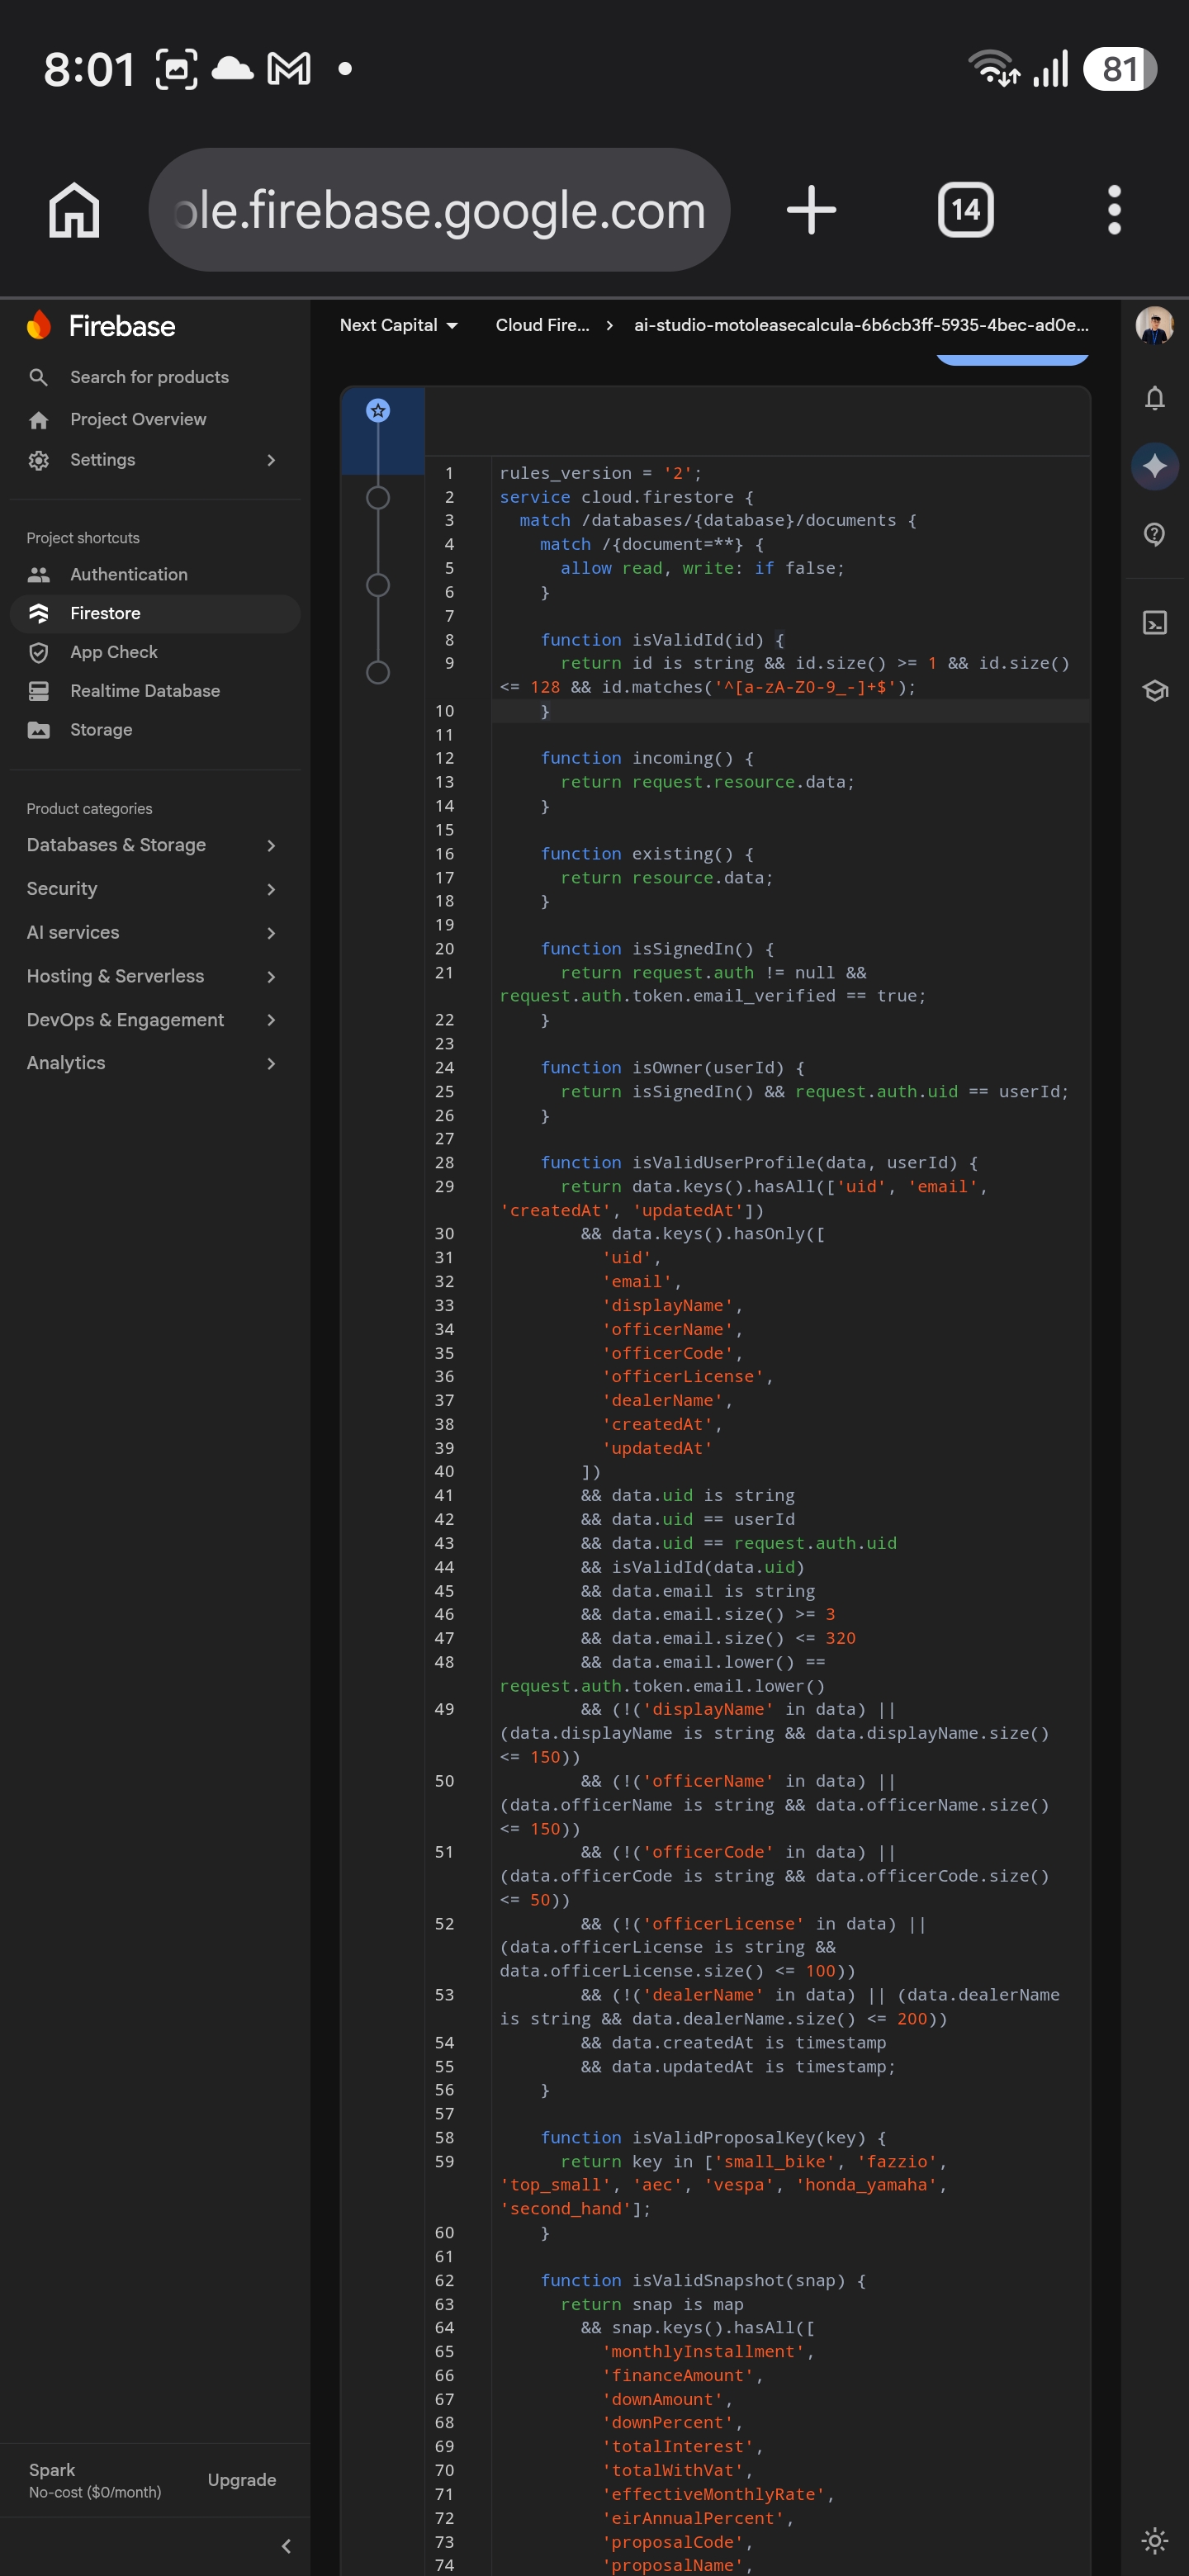 8:01
81
ole.firebase.google.com
14
Firebase
Search for products
Project Overview
Settings
Project shortcuts
Authentication
Firestore
App Check
Realtime Database
Storage
Product categories
Databases & Storage
Security
AI services
Hosting & Serverless
DevOps & Engagement
Analytics
Spark
No-cost ($0/month)
Upgrade
Next Capital
Cloud Fire...
ai-studio-motoleasecalcula-6b6cb3ff-5935-4bec-ad0e...
1 rules_version = '2';
2 service cloud.firestore {
3 match /databases/{database}/documents {
4 match /{document=**} {
5 allow read, write: if false;
6 }
7
8 function isValidId(id) {
9 return id is string && id.size() >= 1 && id.size()
<= 128 && id.matches('^[a-zA-Z0-9_-]+$');
10 }
11
12 function incoming() {
13 return request.resource.data;
14 }
15
16 function existing() {
17 return resource.data;
18 }
19
20 function isSignedIn() {
21 return request.auth != null &&
request.auth.token.email_verified == true;
22 }
23
24 function isOwner(userId) {
25 return isSignedIn() && request.auth.uid == userId;
26 }
27
28 function isValidUserProfile(data, userId) {
29 return data.keys().hasAll(['uid', 'email',
'createdAt', 'updatedAt'])
30 && data.keys().hasOnly([
31 'uid',
32 'email',
33 'displayName',
34 'officerName',
35 'officerCode',
36 'officerLicense',
37 'dealerName',
38 'createdAt',
39 'updatedAt'
40 ])
41 && data.uid is string
42 && data.uid == userId
43 && data.uid == request.auth.uid
44 && isValidId(data.uid)
45 && data.email is string
46 && data.email.size() >= 3
47 && data.email.size() <= 320
48 && data.email.lower() ==
request.auth.token.email.lower()
49 && (!('displayName' in data) ||
(data.displayName is string && data.displayName.size()
<= 150))
50 && (!('officerName' in data) ||
(data.officerName is string && data.officerName.size()
<= 150))
51 && (!('officerCode' in data) ||
(data.officerCode is string && data.officerCode.size()
<= 50))
52 && (!('officerLicense' in data) ||
(data.officerLicense is string &&
data.officerLicense.size() <= 100))
53 && (!('dealerName' in data) || (data.dealerName
is string && data.dealerName.size() <= 200))
54 && data.createdAt is timestamp
55 && data.updatedAt is timestamp;
56 }
57
58 function isValidProposalKey(key) {
59 return key in ['small_bike', 'fazzio',
'top_small', 'aec', 'vespa', 'honda_yamaha',
'second_hand'];
60 }
61
62 function isValidSnapshot(snap) {
63 return snap is map
64 && snap.keys().hasAll([
65 'monthlyInstallment',
66 'financeAmount',
67 'downAmount',
68 'downPercent',
69 'totalInterest',
70 'totalWithVat',
71 'effectiveMonthlyRate',
72 'eirAnnualPercent',
73 'proposalCode',
74 'proposalName',